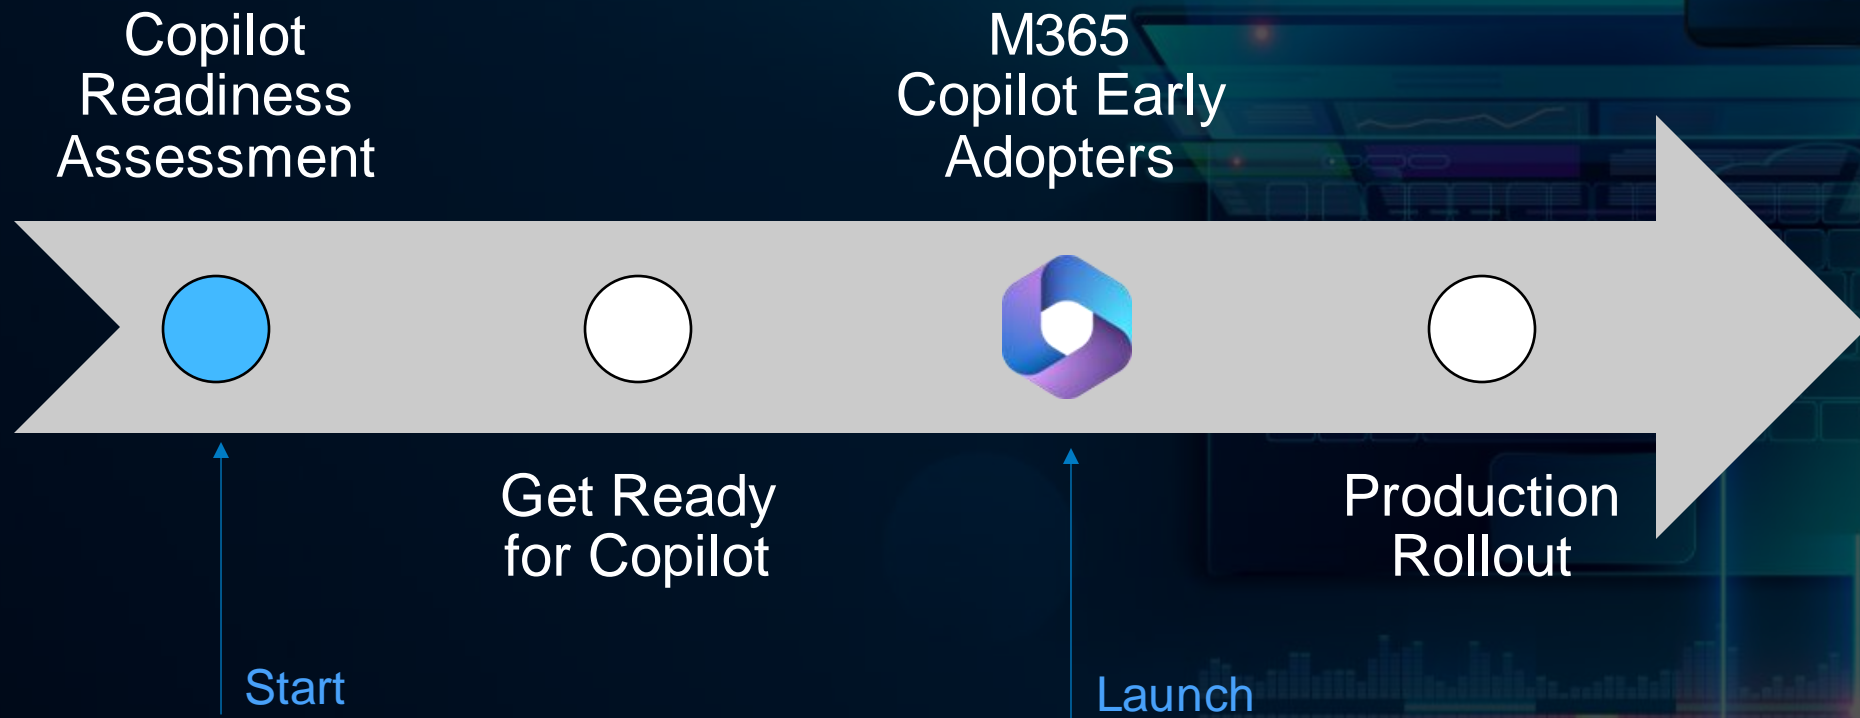 Copilot
Readiness
Assessment
M365
Copilot Early
Adopters
Get Ready
for Copilot
Production
Rollout
Start
Launch